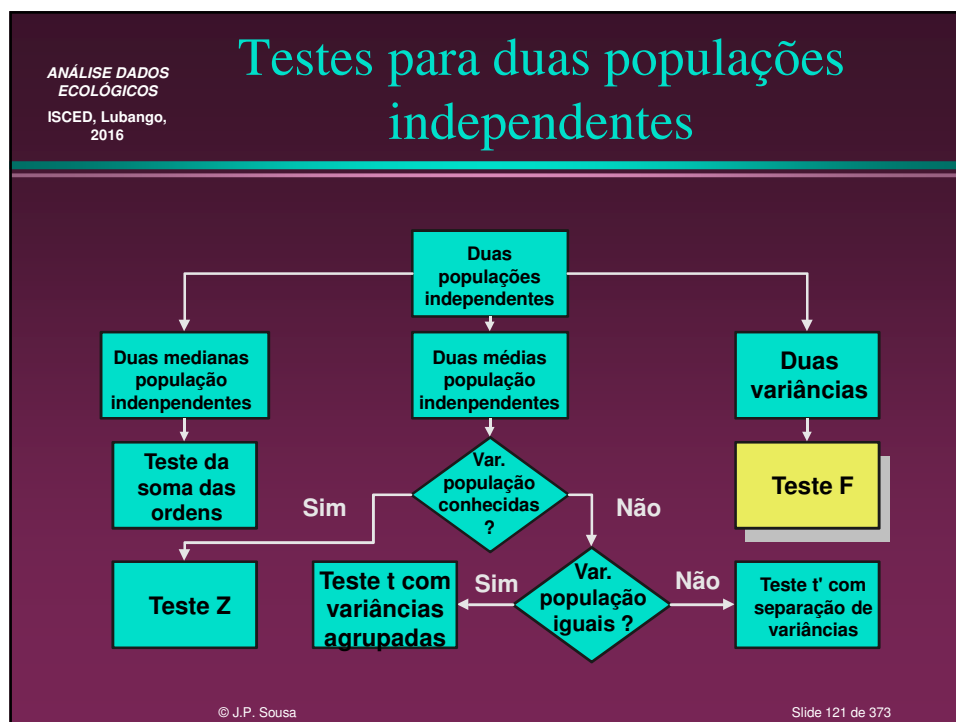 ANÁLISE DADOS
ECOLÓGICOS
ISCED, Lubango,
2016
Testes para duas populações
independentes
Duas
populações
independentes
Duas medianas
população
indenpendentes
Duas médias
população
indenpendentes
Duas
variâncias
Teste da
soma das
ordens
Var.
população
conhecidas
?
Teste F
Sim
Não
Teste Z
Teste t com
variâncias
agrupadas
Sim
Var.
população
iguais ?
Não
Teste t' com
separação de
variâncias
© J.P. Sousa
Slide 121 de 373